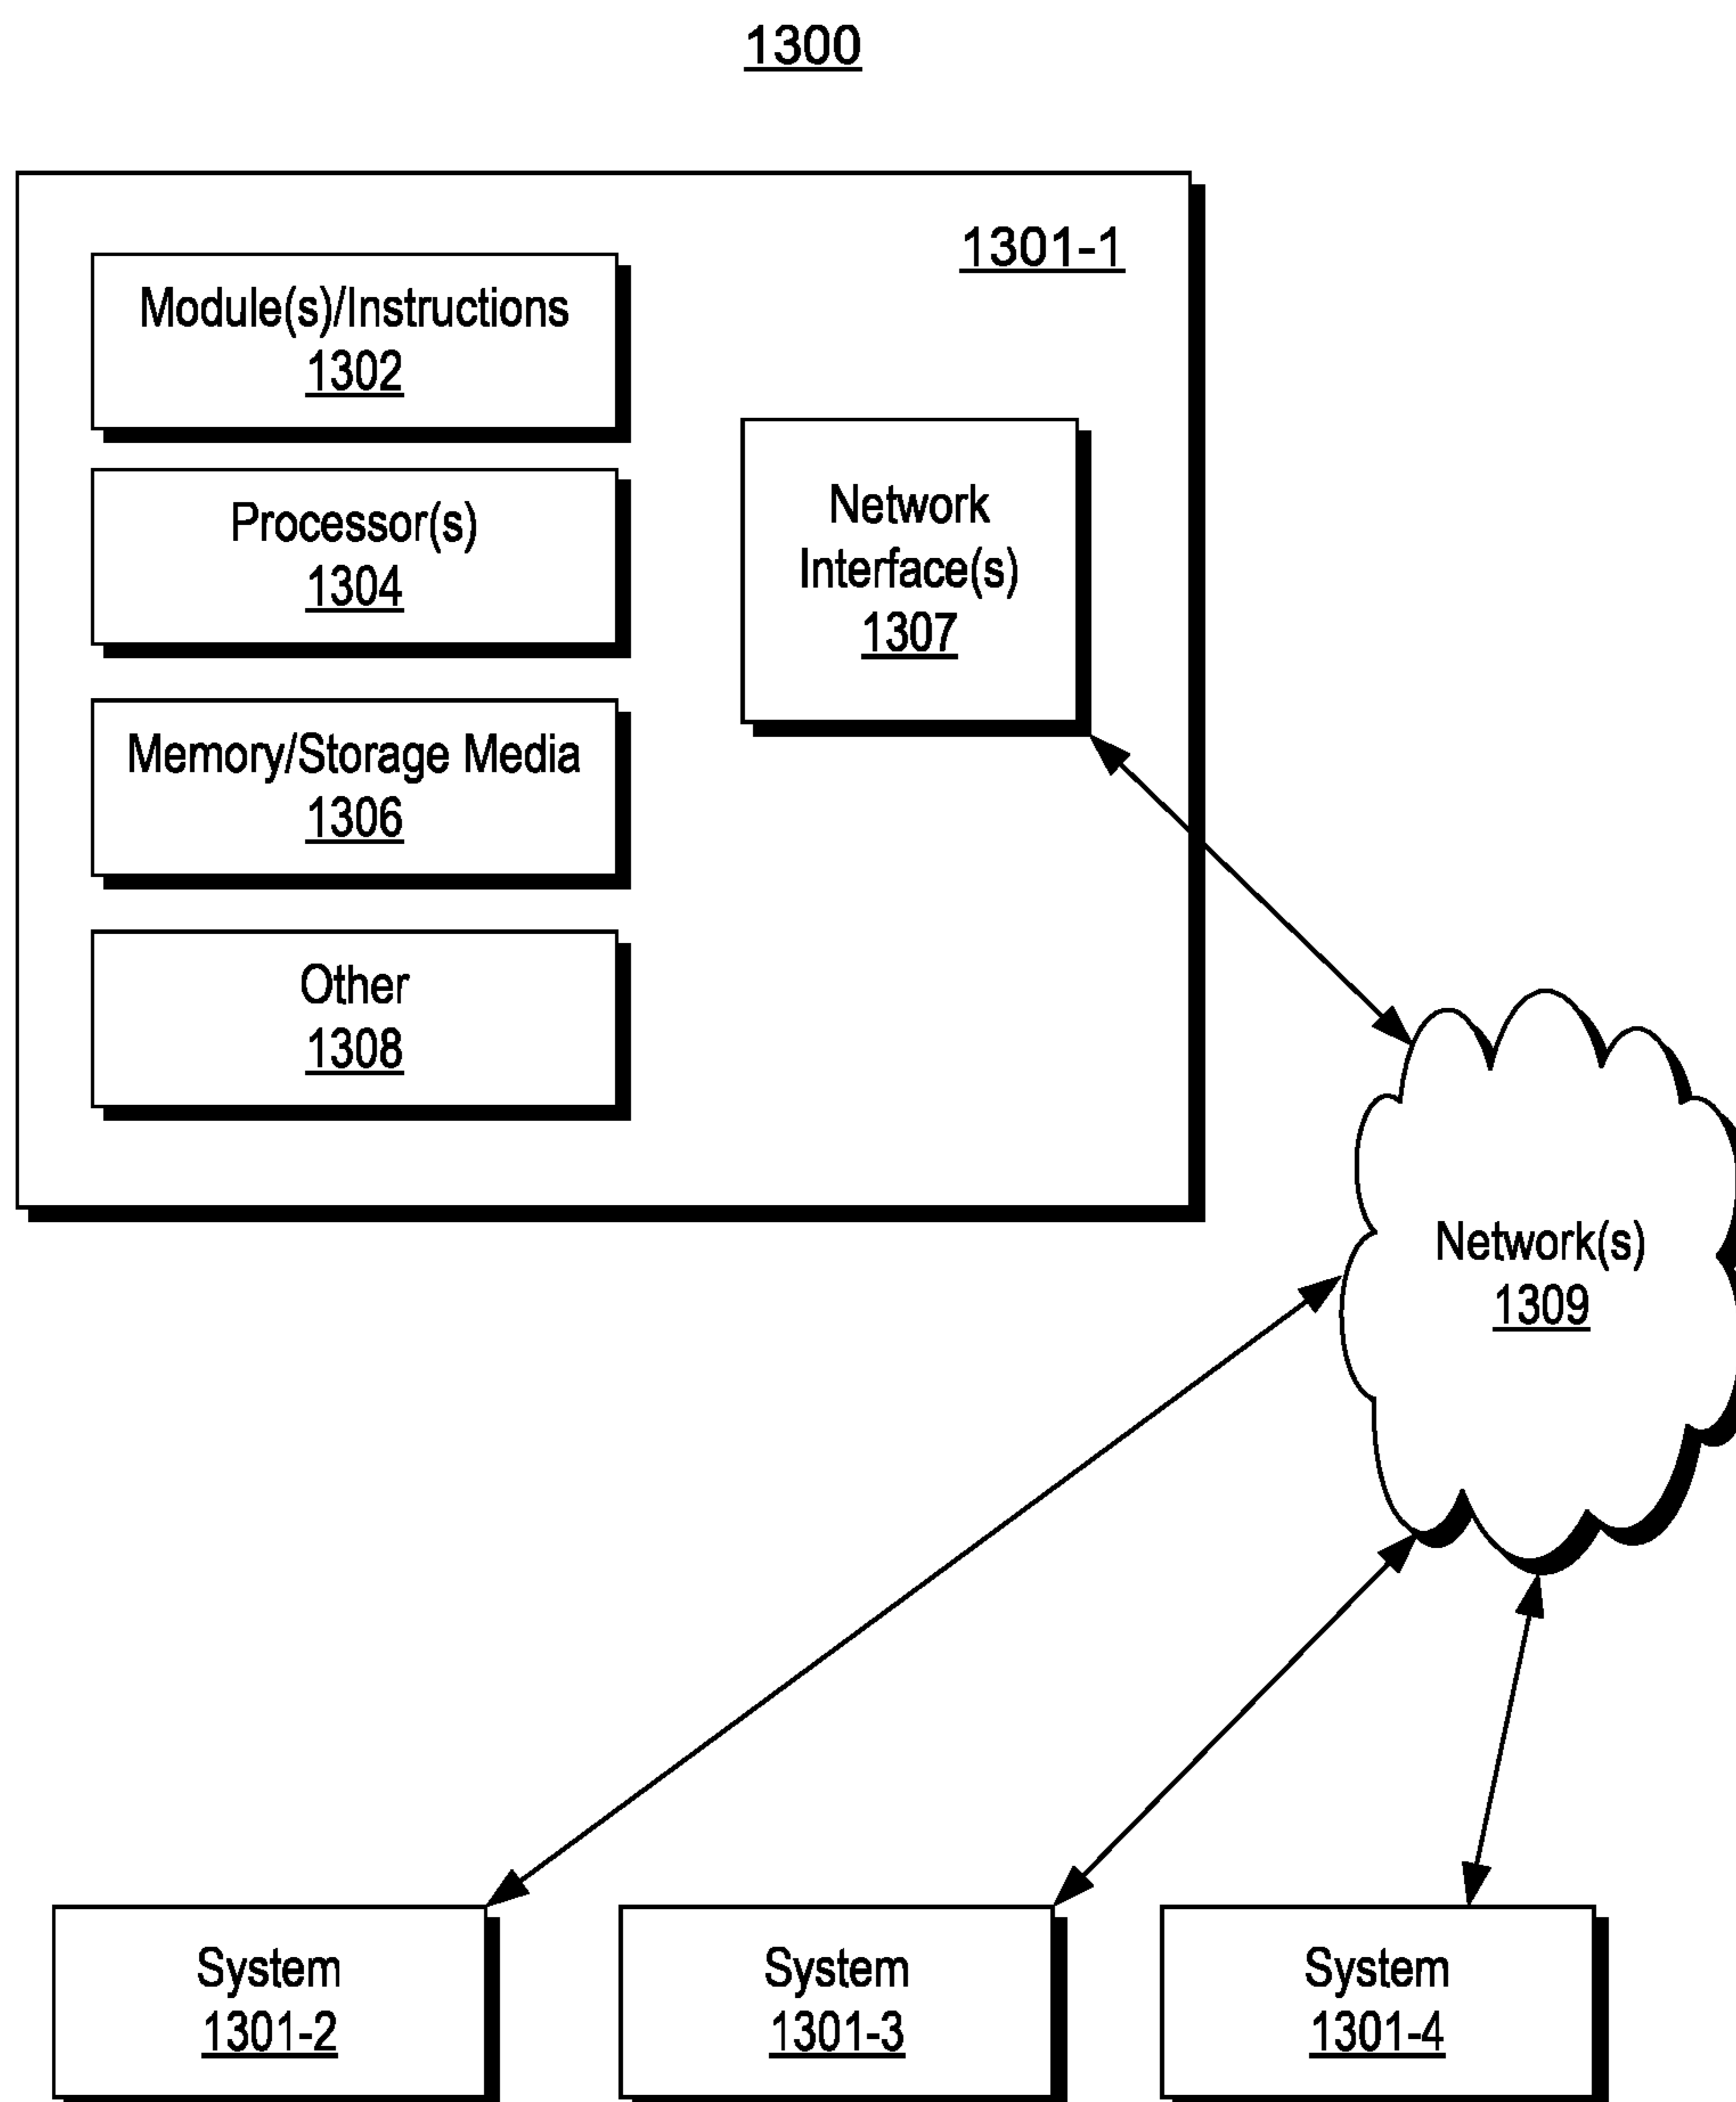 1300
1301-1
Module(s)/Instructions
1302
Processor(s)
1304
Network
Interface(s)
1307
Memory/Storage Media
1306
Other
1308
Network(s)
1309
System
1301-2
System
1301-3
System
1301-4